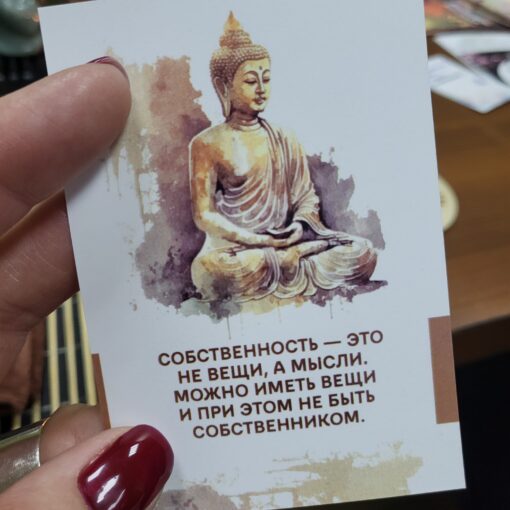 СОБСТВЕННОСТЬ — ЭТО
НЕ ВЕЩИ, А МЫСЛИ.
МОЖНО ИМЕТЬ ВЕЩИ
И ПРИ ЭТОМ НЕ БЫТЬ
СОБСТВЕННИКОМ.